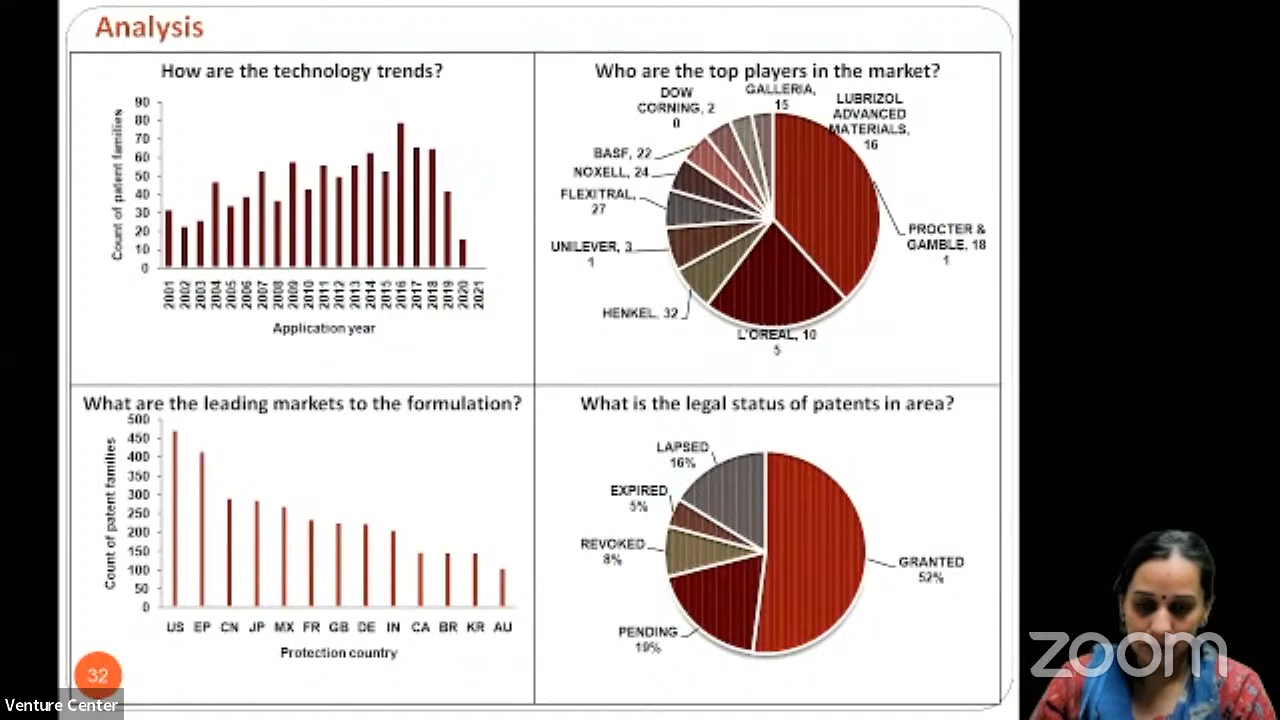 Analysis
How are the technology trends?
90
80
70
60
50
40
30
20
10
0
Count of patent families
2001 2002 2003 2004 2005 2006 2007 2008 2009 2010 2011 2012 2013 2014 2015 2016 2017 2018 2019 2020 2021
Application year
Who are the top players in the market?
DOW
CORNING, 2
0
GALLERIA,
15
LUBRIZOL
ADVANCED
MATERIALS,
16
BASF, 22
NOXELL, 24
FLEXITRAL,
27
UNILEVER, 3
1
HENKEL, 32
L'OREAL, 10
5
PROCTER &
GAMBLE, 18
1
What are the leading markets to the formulation?
500
450
400
350
300
250
200
150
100
50
0
Count of patent families
US EP CN JP MX FR GB DE IN CA BR KR AU
Protection country
What is the legal status of patents in area?
LAPSED
16%
EXPIRED
5%
REVOKED
8%
PENDING
19%
GRANTED
52%
32
Venture Center
zoom